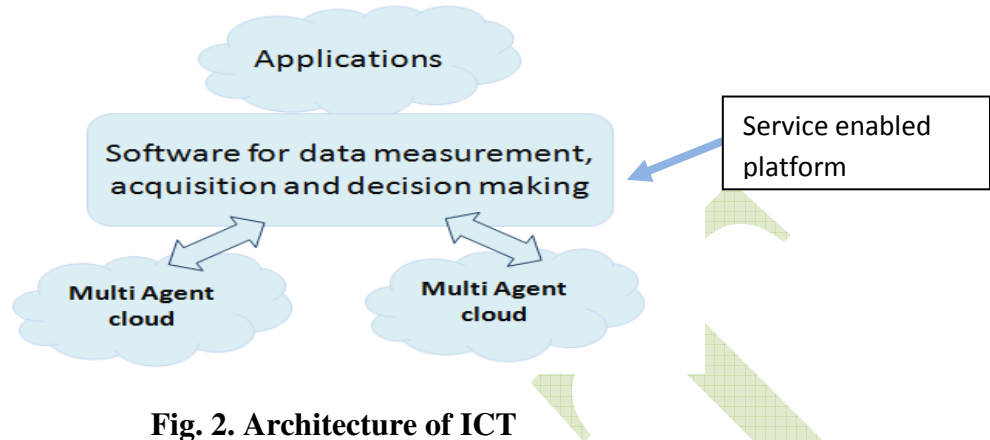 Applications
Software for data measurement,
acquisition and decision making
Service enabled
platform
Multi Agent
cloud
Multi Agent
cloud
Fig. 2. Architecture of ICT